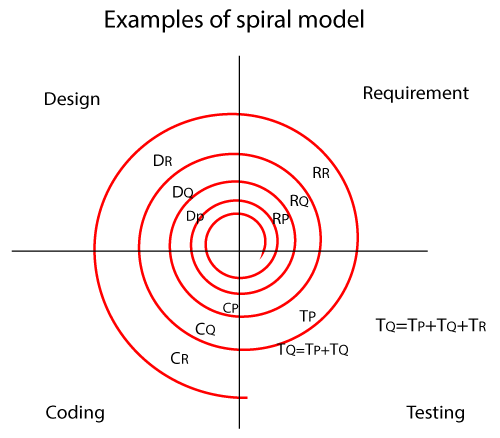 Examples of spiral model
Design
Requirement
DR
RR
DQ
RQ
Dp
RP
CP
TP
TQ=TP+TQ+TR
CQ
TQ=TP+TQ
CR
Coding
Testing